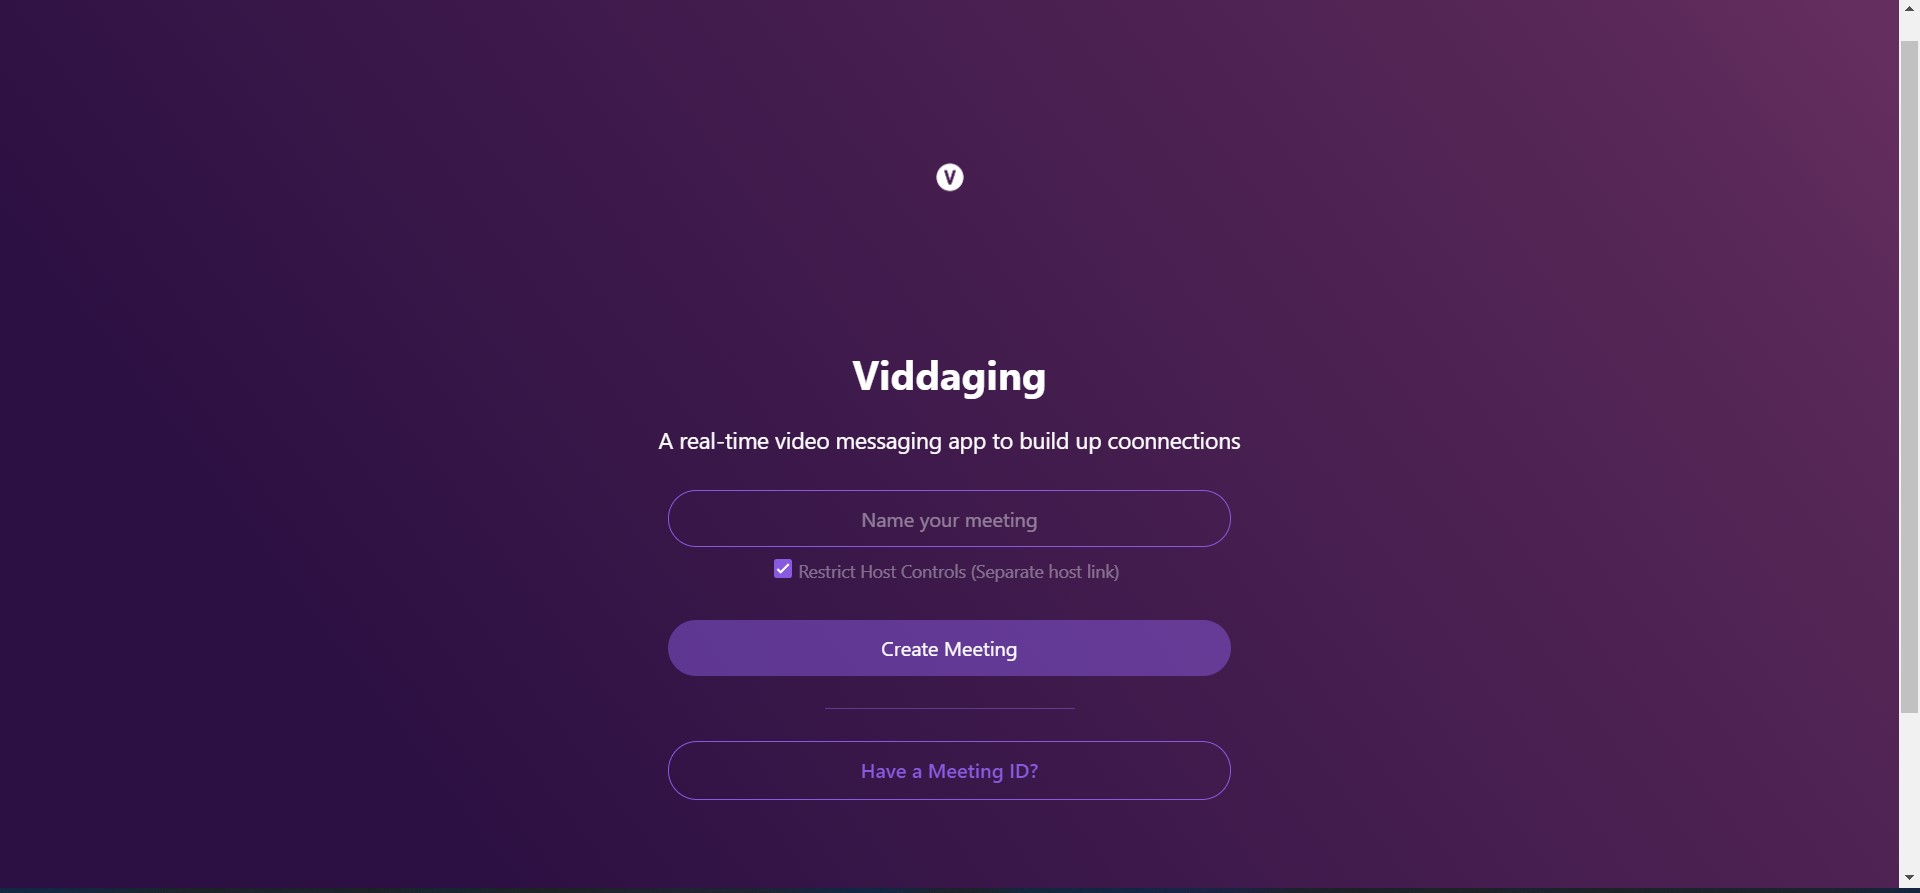 V
Viddaging
A real-time video messaging app to build up coonnections
Name your meeting
Restrict Host Controls (Separate host link)
Create Meeting
Have a Meeting ID?